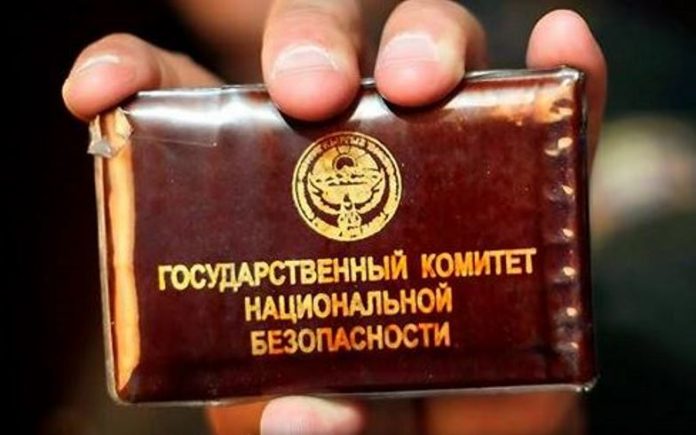 ГОСУДАРСТВЕННЫЙ КОМИТЕТ
НАЦИОНАЛЬНОЙ
БЕЗОПАСНОСТИ